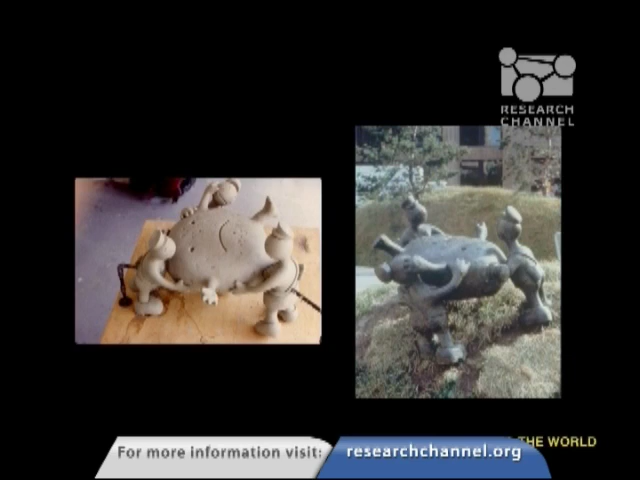 RESEARCH
CHANNEL
THE WORLD
For more information visit:
researchchannel.org